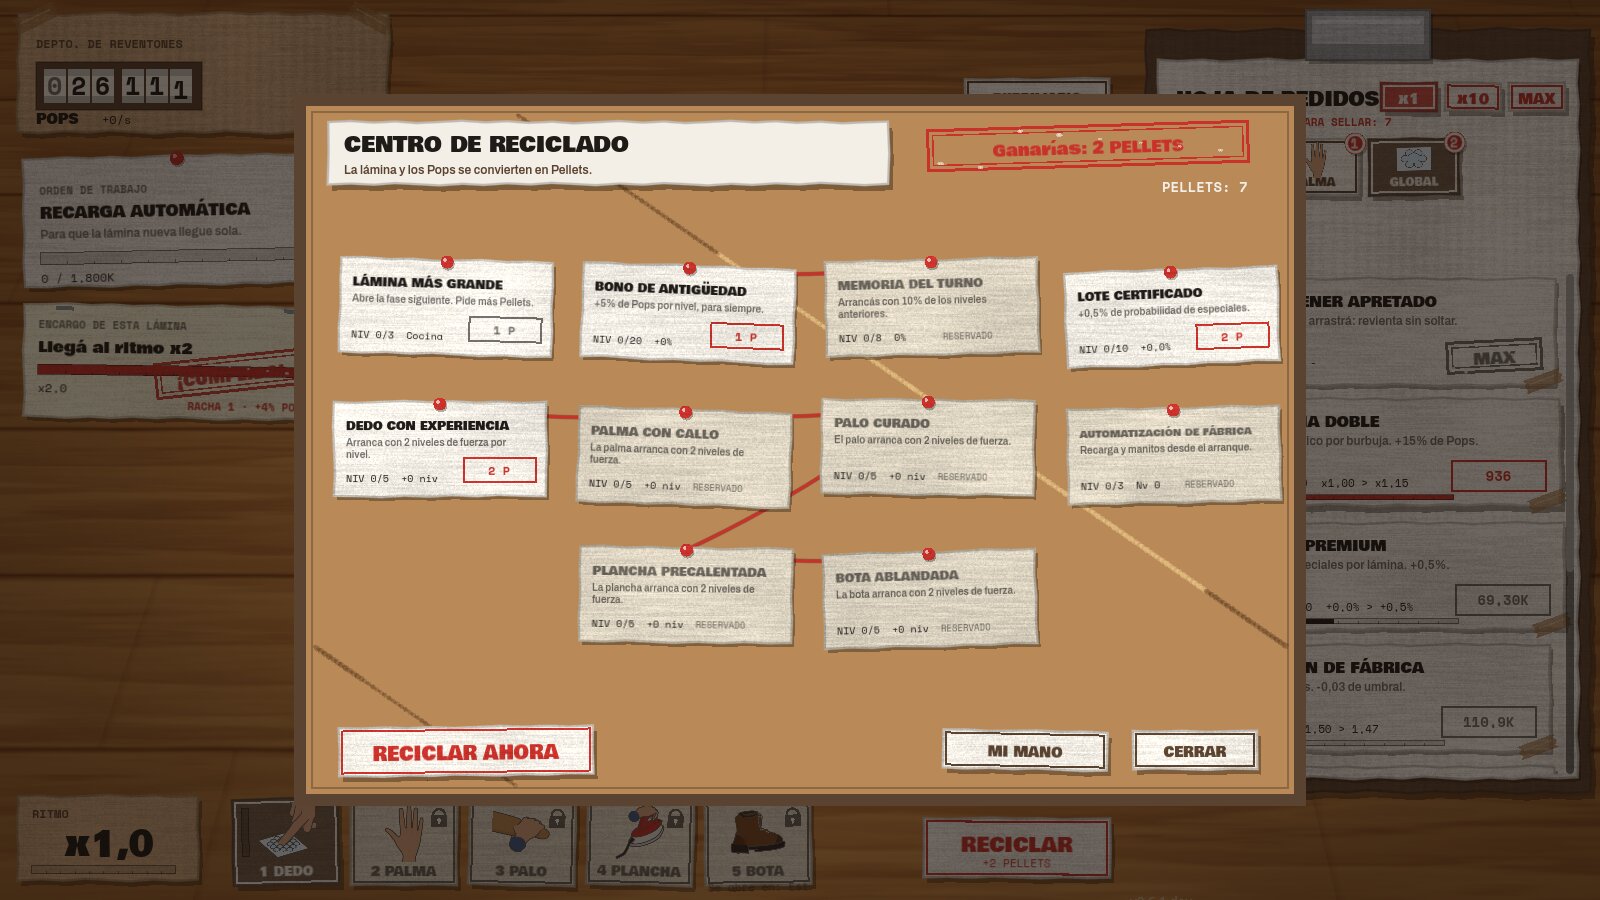 DEPTO. DE REVENTONES
026 111
POPS +0/s
ORDEN DE TRABAJO
RECARGA AUTOMÁTICA
Para que la lámina nueva llegue sola.
0 / 1.800K
ENCARGO DE ESTA LÁMINA
Llegá al ritmo x2
x2.0
RACHA 1 · +4% PO
CENTRO DE RECICLADO
La lámina y los Pops se convierten en Pellets.
Ganarías: 2 PELLETS
PELLETS: 7
LÁMINA MÁS GRANDE
Abre la fase siguiente. Pide más Pellets.
NIV 0/3 Cocina
1 P
BONO DE ANTIGÜEDAD
+5% de Pops por nivel, para siempre.
NIV 0/20 +0%
1 P
MEMORIA DEL TURNO
Arrancás con 10% de los niveles
anteriores.
NIV 0/8 0% RESERVADO
LOTE CERTIFICADO
+0,5% de probabilidad de especiales.
NIV 0/10 +0,0%
2 P
DEDO CON EXPERIENCIA
Arranca con 2 niveles de fuerza por
nivel.
NIV 0/5 +0 niv
2 P
PALMA CON CALLO
La palma arranca con 2 niveles de
fuerza.
NIV 0/5 +0 niv RESERVADO
PALO CURADO
El palo arranca con 2 niveles de fuerza.
NIV 0/5 +0 niv RESERVADO
AUTOMATIZACIÓN DE FÁBRICA
Recarga y manitos desde el arranque.
NIV 0/3 Nv 0 RESERVADO
PLANCHA PRECALENTADA
La plancha arranca con 2 niveles de
fuerza.
NIV 0/5 +0 niv RESERVADO
BOTA ABLANDADA
La bota arranca con 2 niveles de fuerza.
NIV 0/5 +0 niv RESERVADO
RECICLAR AHORA
MI MANO
CERRAR
PEDIDOS
x1
x10
MAX
ARA SELLAR: 7
1
2
LMA
GLOBAL
ENER APRETADO
arrastrá: revienta sin soltar.
MAX
A DOBLE
ico por burbuja. +15% de Pops.
x1,00 > x1,15
936
PREMIUM
eciales por lámina. +0,5%.
+0,0% > +0,5%
69,30K
N DE FÁBRICA
s. -0,03 de umbral.
1,50 > 1,47
110,9K
RITMO
x1,0
1 DEDO
2 PALMA
3 PALO
4 PLANCHA
5 BOTA
RECICLAR
+2 PELLETS